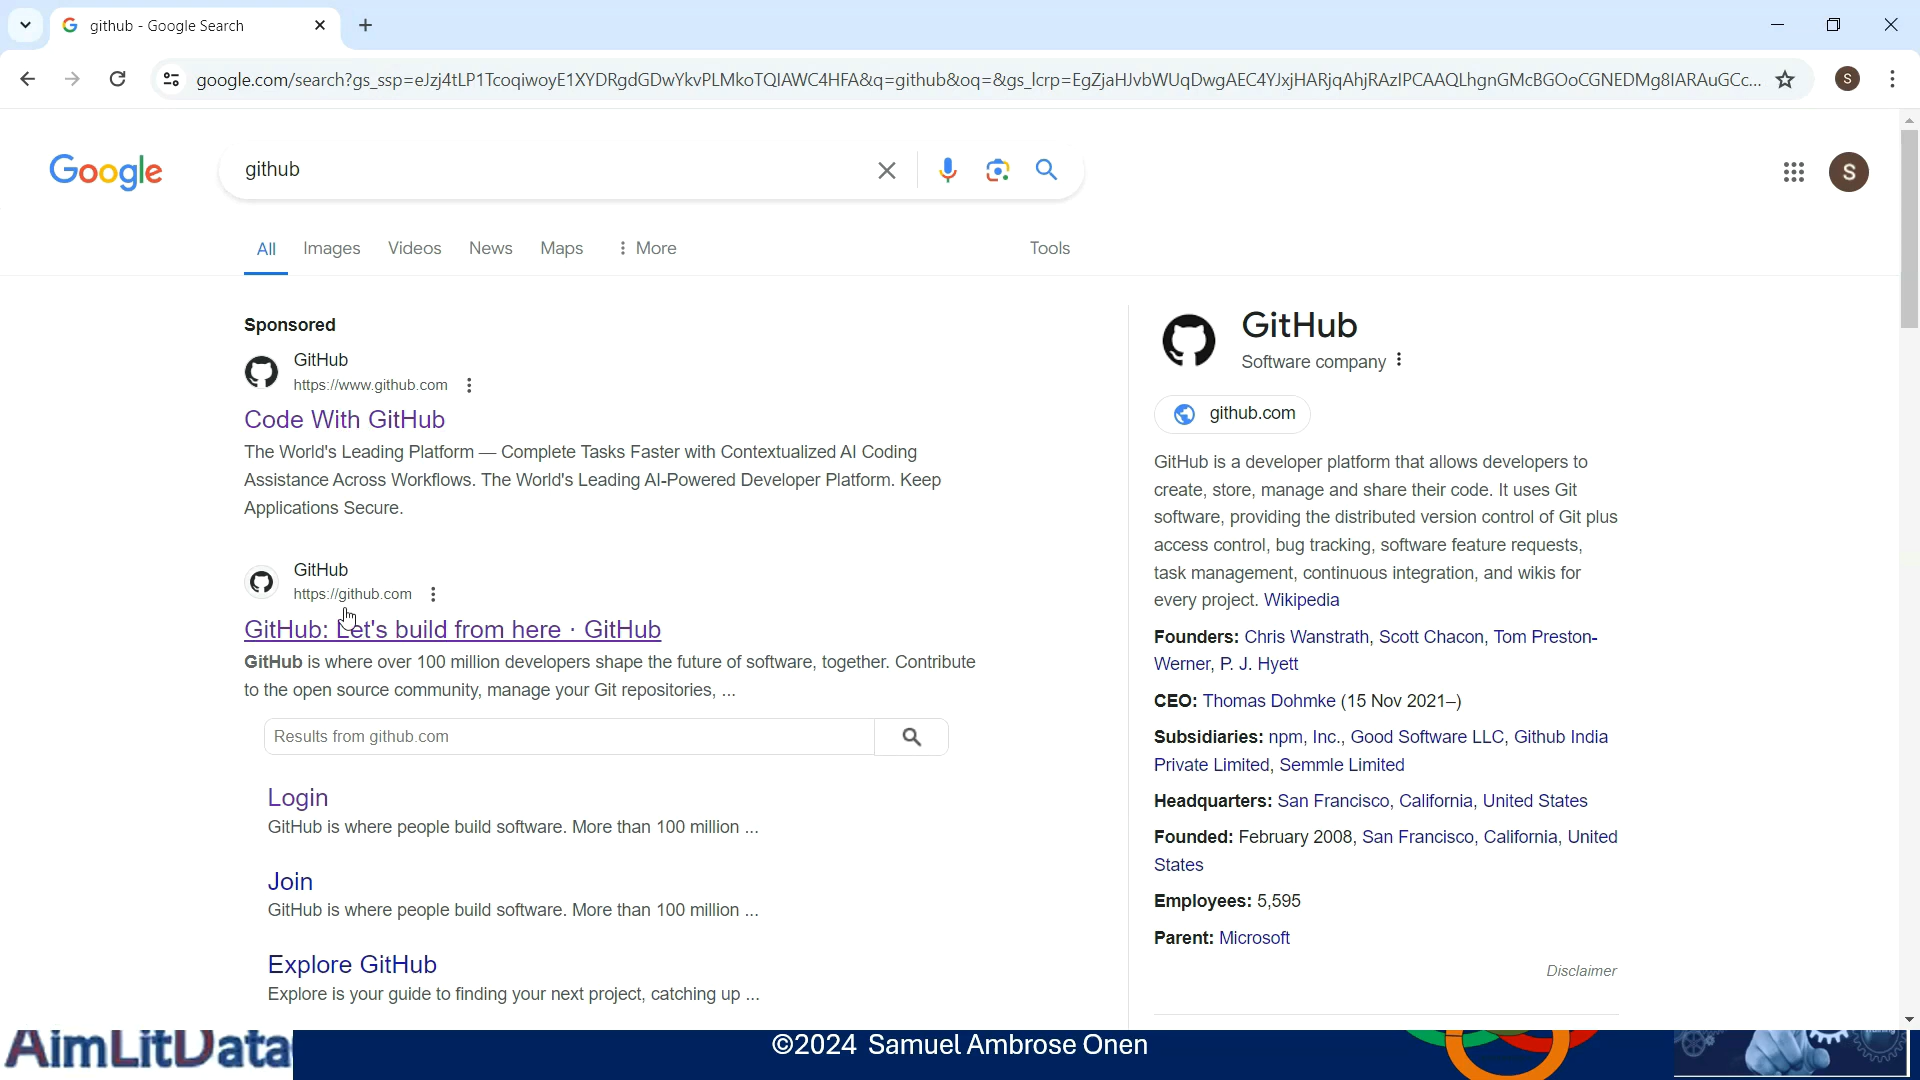 github - Google Search
google.com/search?gs_ssp=eJzj4tLP1TcoqiwoyE1XYDRgdGDwYkvPLMkoTQIAWC4HFA&q=github&oq=&gs_lcrp=EgZjaHJvbWUqDwgAEC4YJxjHARjqAhjRAzIPCAAQLhgnGMcBGOoCGNEDMg8IARAuGCc...
S
Google
github
S
All
Images
Videos
News
Maps
More
Tools
Sponsored
GitHub
https://www.github.com
Code With GitHub
The World's Leading Platform — Complete Tasks Faster with Contextualized AI Coding
Assistance Across Workflows. The World's Leading AI-Powered Developer Platform. Keep
Applications Secure.
GitHub
https://github.com
GitHub: Let's build from here · GitHub
GitHub is where over 100 million developers shape the future of software, together. Contribute
to the open source community, manage your Git repositories, ...
Results from github.com
Login
GitHub is where people build software. More than 100 million ...
Join
GitHub is where people build software. More than 100 million ...
Explore GitHub
Explore is your guide to finding your next project, catching up ...
GitHub
Software company
github.com
GitHub is a developer platform that allows developers to
create, store, manage and share their code. It uses Git
software, providing the distributed version control of Git plus
access control, bug tracking, software feature requests,
task management, continuous integration, and wikis for
every project. Wikipedia
Founders: Chris Wanstrath, Scott Chacon, Tom Preston-
Werner, P. J. Hyett
CEO: Thomas Dohmke (15 Nov 2021–)
Subsidiaries: npm, Inc., Good Software LLC, Github India
Private Limited, Semmle Limited
Headquarters: San Francisco, California, United States
Founded: February 2008, San Francisco, California, United
States
Employees: 5,595
Parent: Microsoft
Disclaimer
AimLitData
©2024 Samuel Ambrose Onen